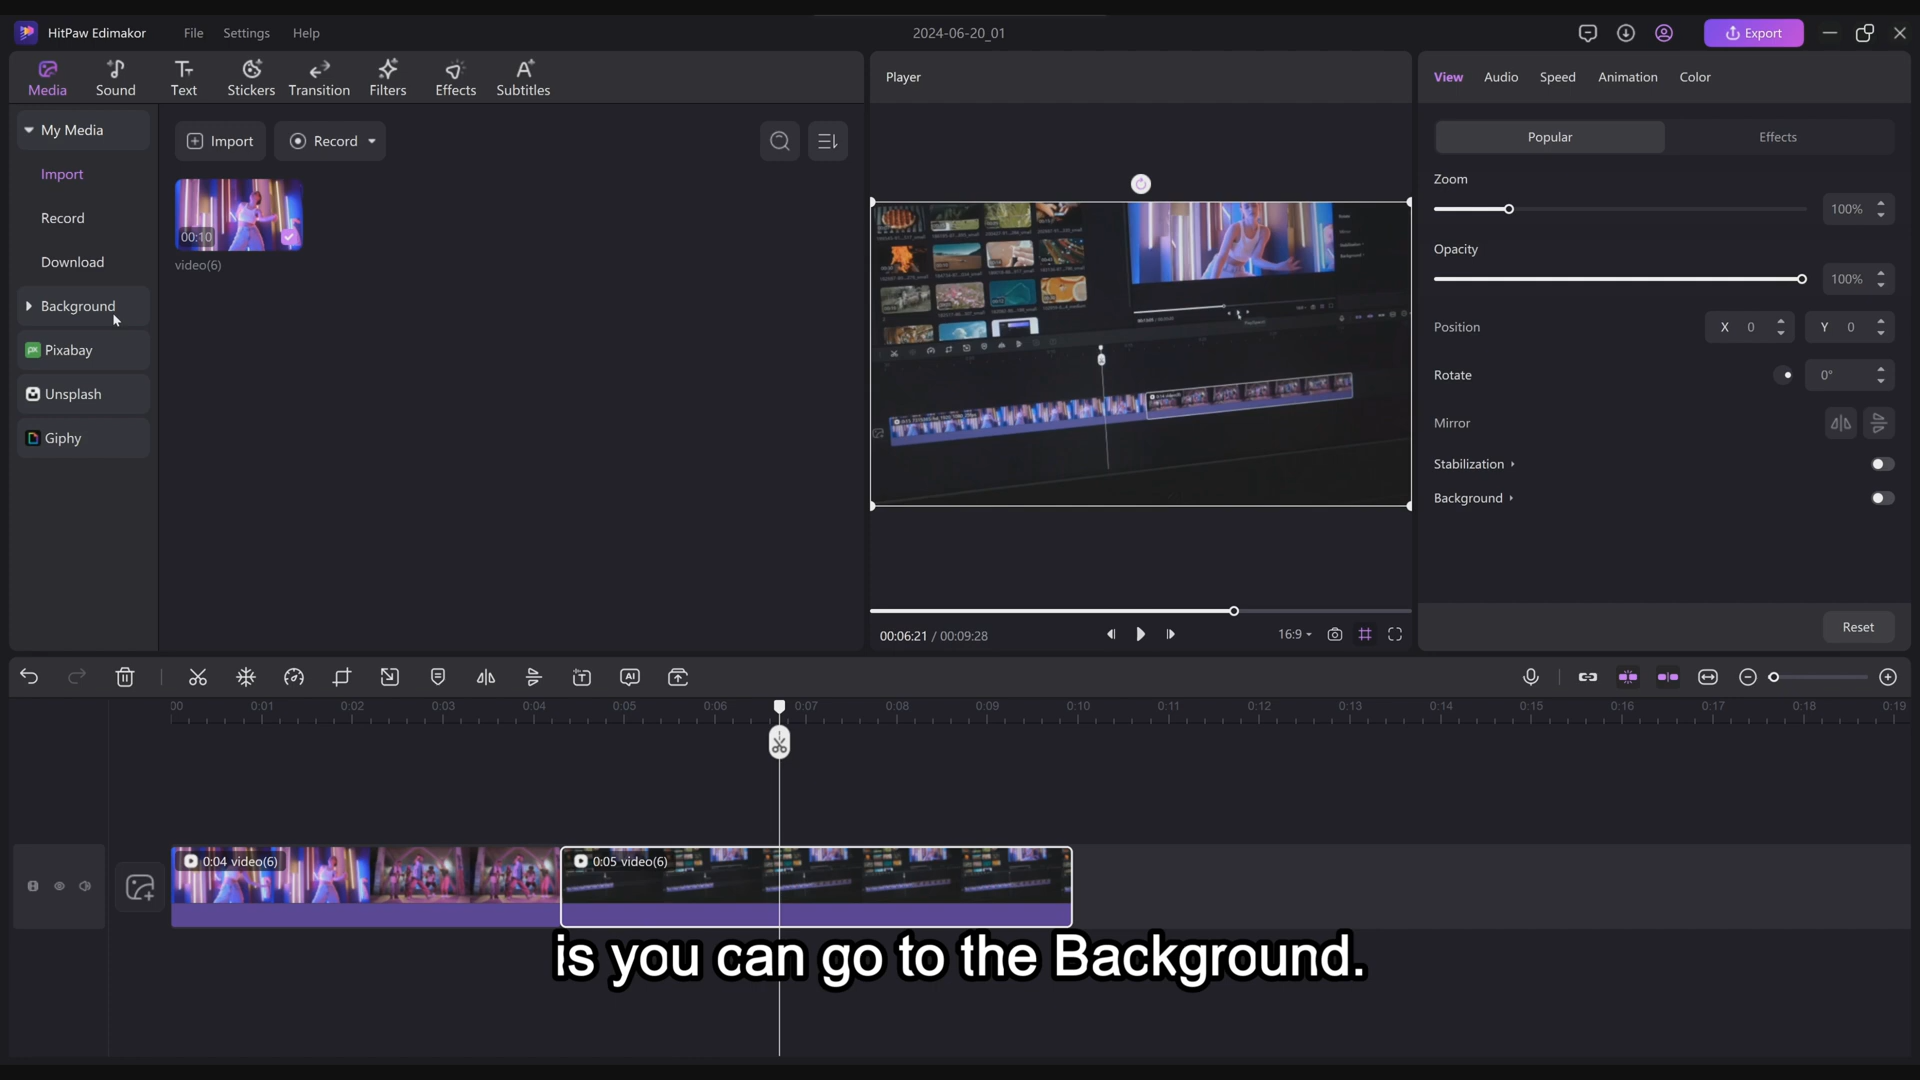 HitPaw Edimakor
File
Settings
Help
2024-06-20_01
Export
Media
Sound
Text
Stickers
Transition
Filters
Effects
Subtitles
Player
View
Audio
Speed
Animation
Color
My Media
Import
Record
Popular
Effects
Import
Record
Download
Background
Pixabay
Unsplash
Giphy
00:10
video(6)
Zoom
100%
Opacity
100%
Position
X 0
Y 0
Rotate
0°
Mirror
Stabilization
Background
00:06:21 / 00:09:28
16:9
Reset
AI
00
0:01
0:02
0:03
0:04
0:05
0:06
0:07
0:08
0:09
0:10
0:11
0:12
0:13
0:14
0:15
0:16
0:17
0:18
0:19
0:04 video(6)
0:05 video(6)
is you can go to the Background.